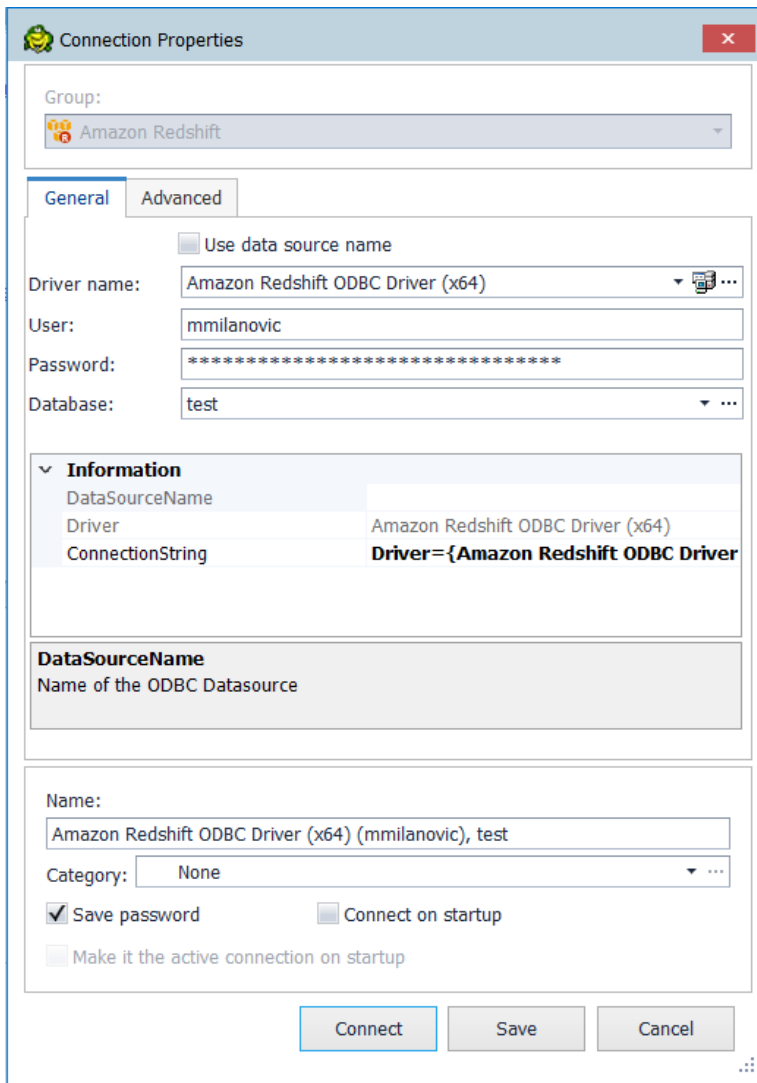 Connection Properties
Group:
Amazon Redshift
General Advanced
Use data source name
Driver name: Amazon Redshift ODBC Driver (x64)
User: mmilanovic
Password: ********************************
Database: test
Information
DataSourceName
Driver Amazon Redshift ODBC Driver (x64)
ConnectionString Driver={Amazon Redshift ODBC Driver
DataSourceName
Name of the ODBC Datasource
Name:
Amazon Redshift ODBC Driver (x64) (mmilanovic), test
Category: None
Save password Connect on startup
Make it the active connection on startup
Connect Save Cancel